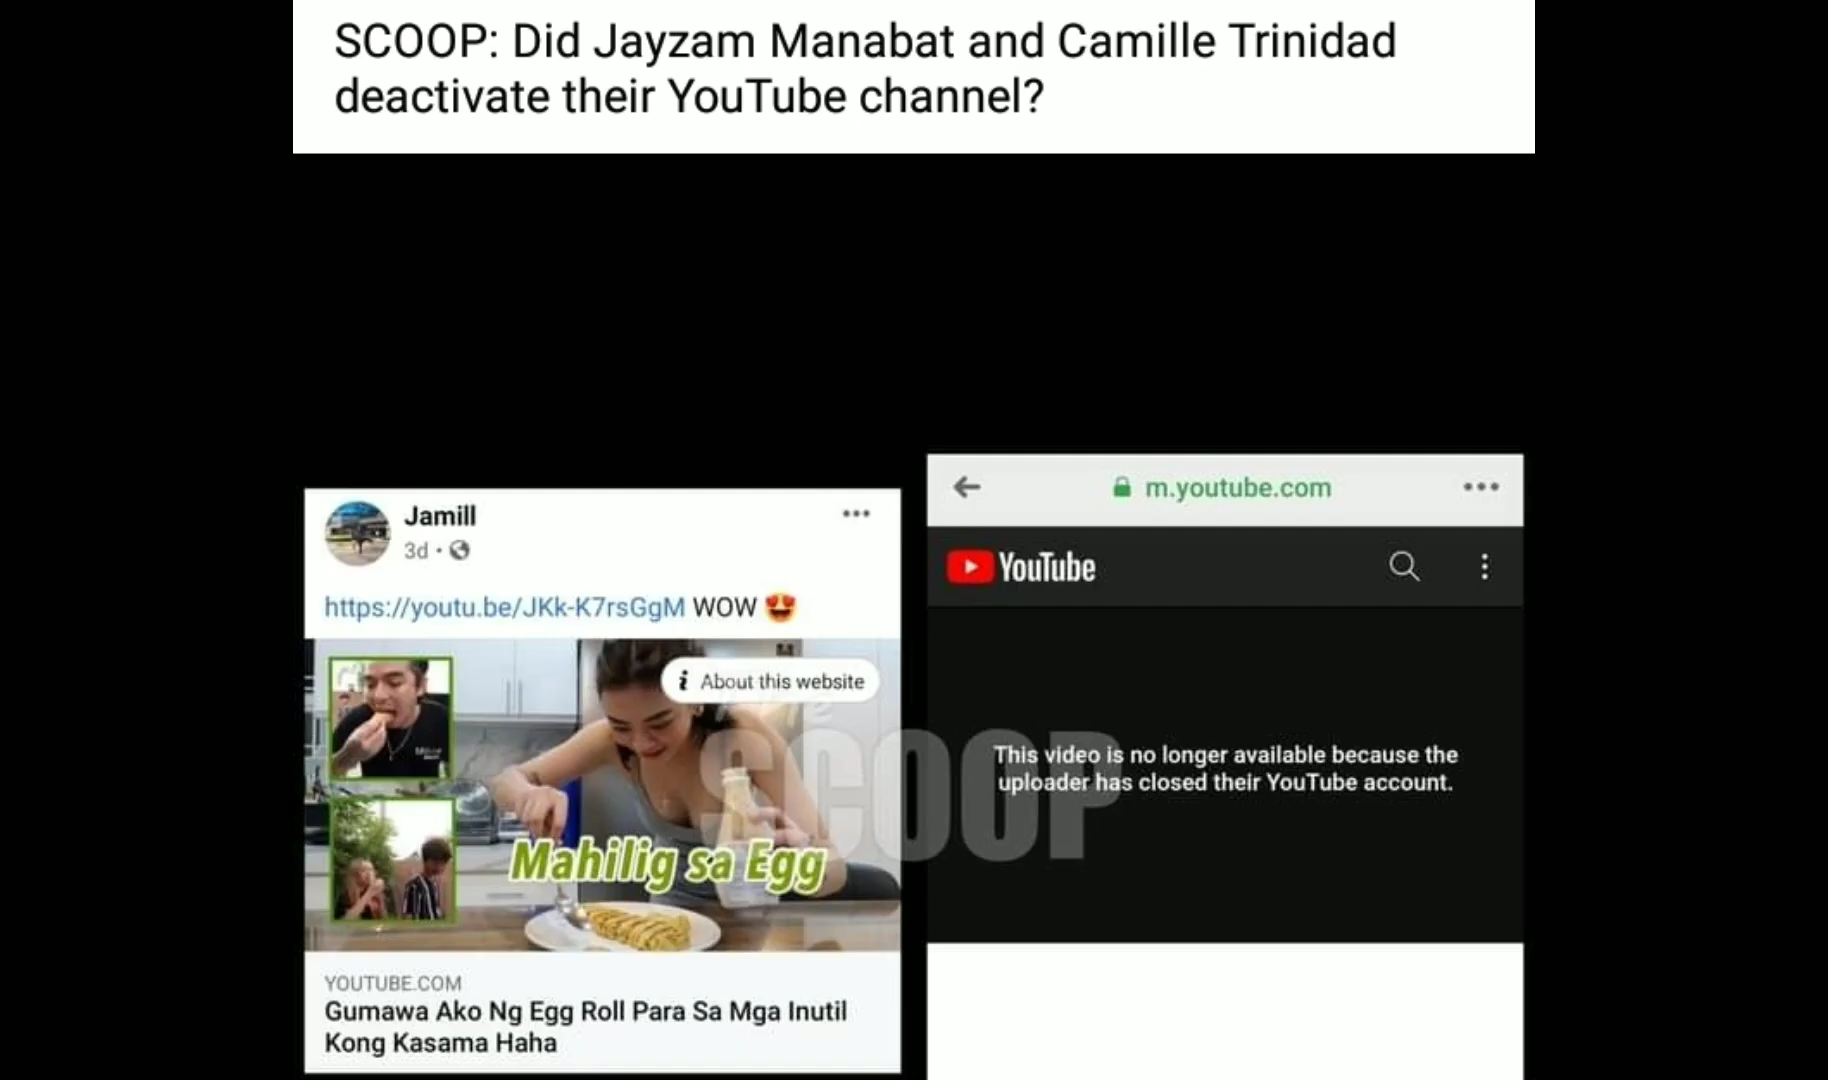 SCOOP: Did Jayzam Manabat and Camille Trinidad
deactivate their YouTube channel?
Jamill
3d
https://youtu.be/JKk-K7rsGgM WOW 😍
i About this website
Mahilig sa Egg
YOUTUBE.COM
Gumawa Ako Ng Egg Roll Para Sa Mga Inutil
Kong Kasama Haha
m.youtube.com
YouTube
This video is no longer available because the
uploader has closed their YouTube account.
SCOOP